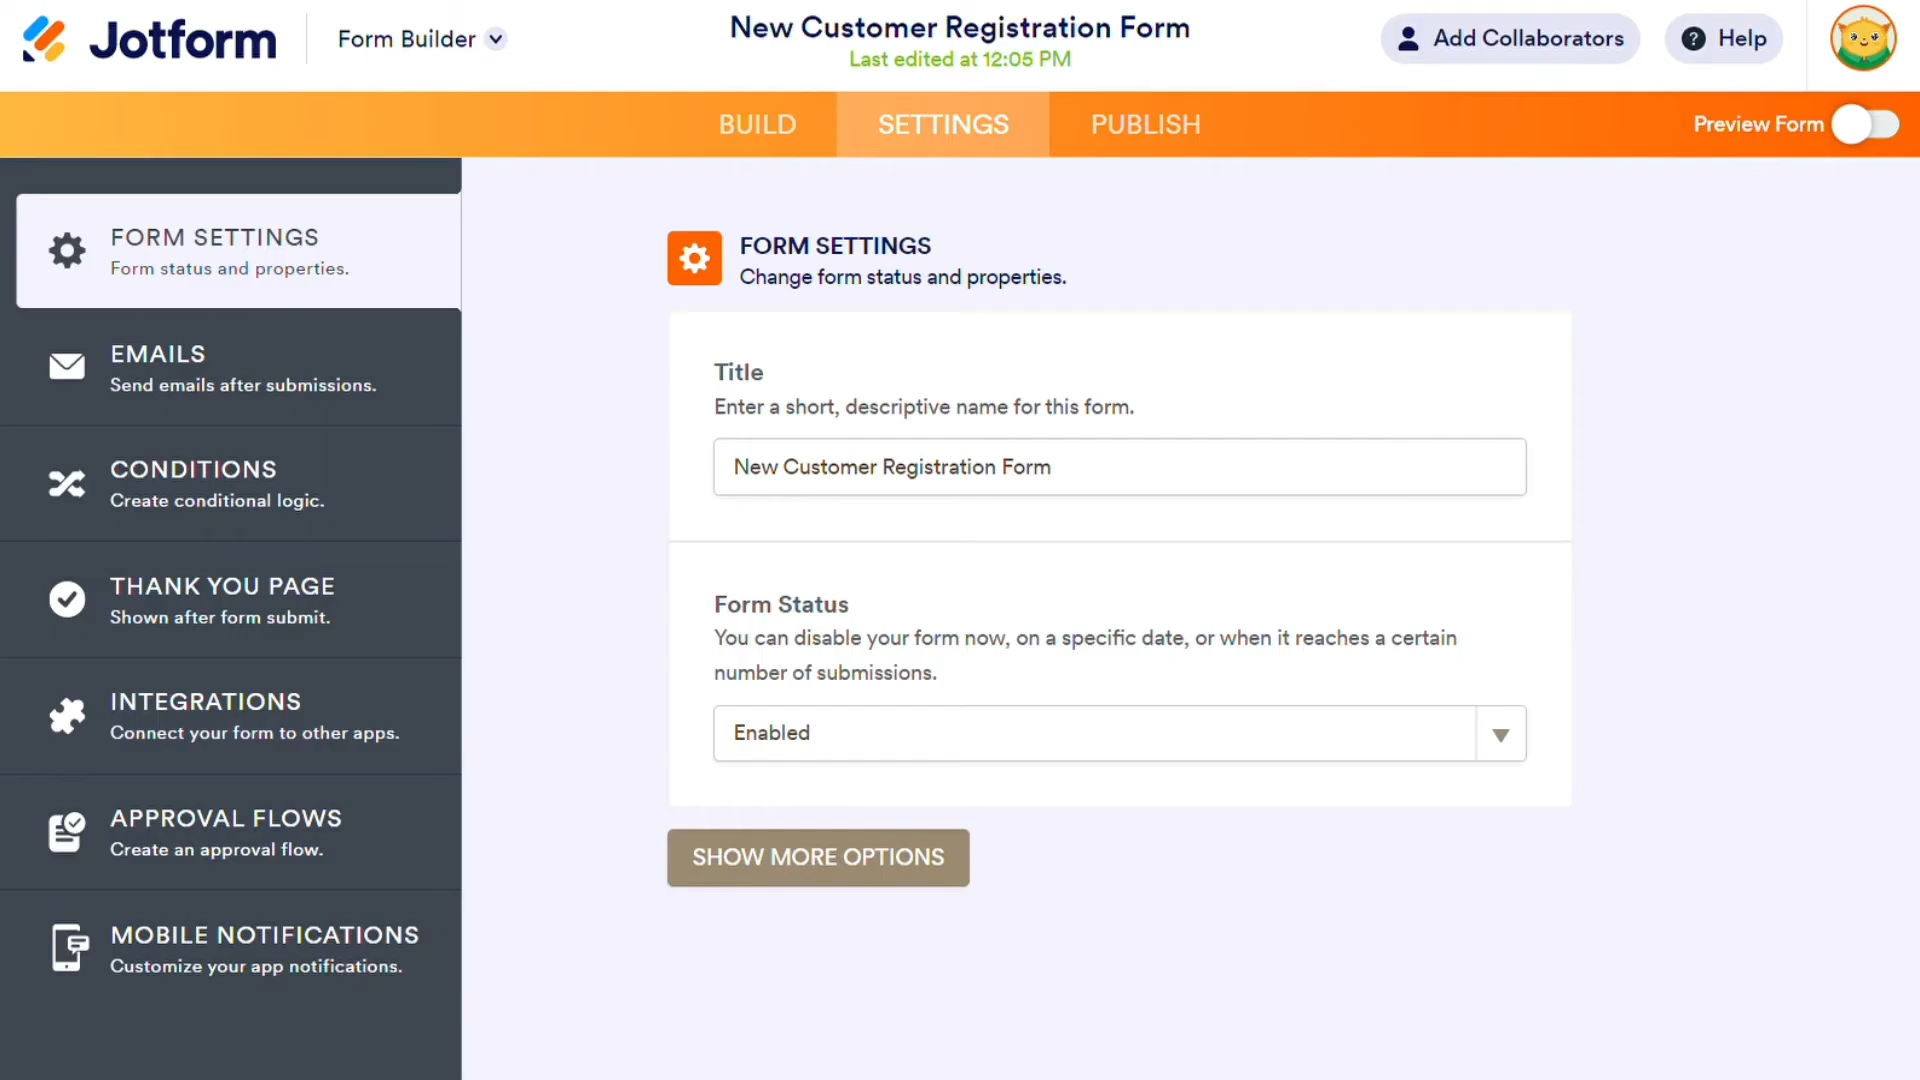 Jotform
Form Builder
New Customer Registration Form
Last edited at 12:05 PM
Add Collaborators
Help
BUILD
SETTINGS
PUBLISH
Preview Form
FORM SETTINGS
Form status and properties.
EMAILS
Send emails after submissions.
CONDITIONS
Create conditional logic.
THANK YOU PAGE
Shown after form submit.
INTEGRATIONS
Connect your form to other apps.
APPROVAL FLOWS
Create an approval flow.
MOBILE NOTIFICATIONS
Customize your app notifications.
FORM SETTINGS
Change form status and properties.
Title
Enter a short, descriptive name for this form.
New Customer Registration Form
Form Status
You can disable your form now, on a specific date, or when it reaches a certain
number of submissions.
Enabled
SHOW MORE OPTIONS